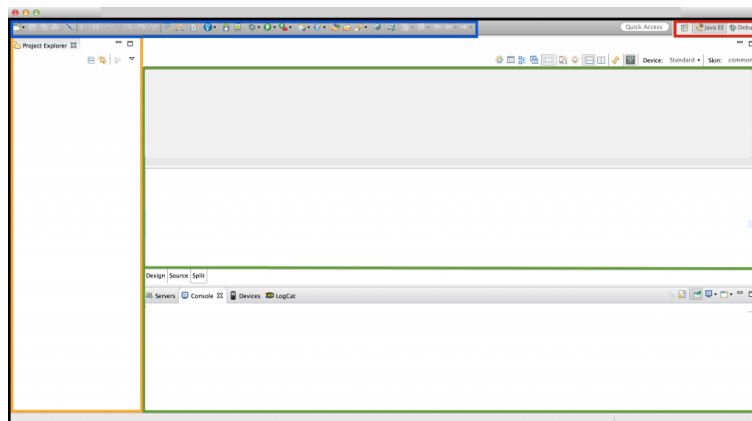 Quick Access
Java EE
Debu
Project Explorer
Device: Standard
Skin: common
Design Source Split
Servers Console Devices LogCat